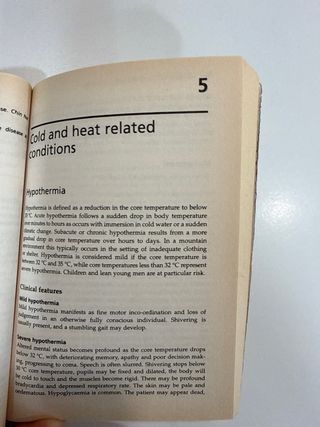 se. Chin ha
disease a
5
Cold and heat related
conditions
Hypothermia
Hypothermia is defined as a reduction in the core temperature to below
35 °C. Acute hypothermia follows a sudden drop in body temperature
over minutes to hours as occurs with immersion in cold water or a sudden
climatic change. Subacute or chronic hypothermia results from a more
gradual drop in core temperature over hours to days. In a mountain
environment this typically occurs in the setting of inadequate clothing
or shelter. Hypothermia is considered mild if the core temperature is
between 32 °C and 35 °C, while core temperatures less than 32 °C represent
severe hypothermia. Children and lean young men are at particular risk.
Clinical features
Mild hypothermia
Mild hypothermia manifests as fine motor inco-ordination and loss of
judgement in an otherwise fully conscious individual. Shivering is
usually present, and a stumbling gait may develop.
Severe hypothermia
Altered mental status becomes profound as the core temperature drops
below 32 °C, with deteriorating memory, apathy and poor decision mak-
ing, progressing to coma. Speech is often slurred. Shivering stops below
30 °C core temperature, pupils may be fixed and dilated, the body will
be cold to touch and the muscles become rigid. There may be profound
bradycardia and depressed respiratory rate. The skin may be pale and
oedematous. Hypoglycaemia is common. The patient may appear dead,